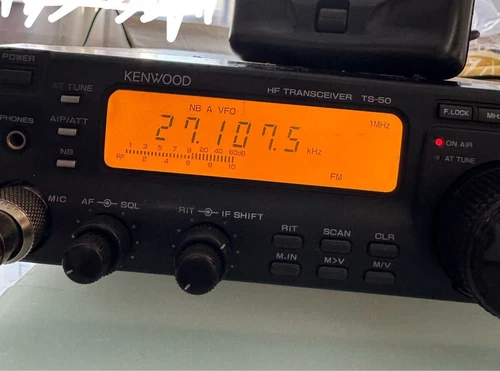 POWER
AT TUNE
KENWOOD
HF TRANSCEIVER TS-50
NB A VFO
1MHz
F.LOCK
MHz
AIP/ATT
27.107.5 kHz
ON AIR
PHONES
1 3 5 7 9 20 40 60dB
AT TUNE
RF 2 4 6 8 10
FM
NB
MIC
AF SQL
RIT IF SHIFT
RIT SCAN CLR
M.IN M>V M/V